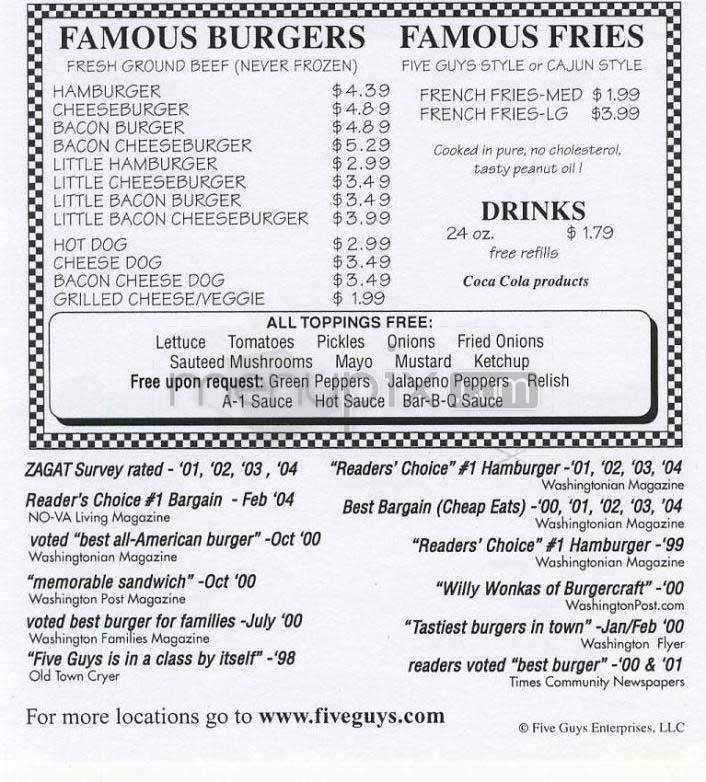 FAMOUS BURGERS
FRESH GROUND BEEF (NEVER FROZEN)
HAMBURGER $4.39
CHEESEBURGER $4.89
BACON BURGER $4.89
BACON CHEESEBURGER $5.29
LITTLE HAMBURGER $2.99
LITTLE CHEESEBURGER $3.49
LITTLE BACON BURGER $3.49
LITTLE BACON CHEESEBURGER $3.99
HOT DOG $2.99
CHEESE DOG $3.49
BACON CHEESE DOG $3.49
GRILLED CHEESE/VEGGIE $ 1.99
FAMOUS FRIES
FIVE GUYS STYLE or CAJUN STYLE
FRENCH FRIES-MED $ 1.99
FRENCH FRIES-LG $3.99
Cooked in pure, no cholesterol,
tasty peanut oil !
DRINKS
24 oz. $ 1.79
free refills
Coca Cola products
ALL TOPPINGS FREE:
Lettuce Tomatoes Pickles Onions Fried Onions
Sauteed Mushrooms Mayo Mustard Ketchup
Free upon request: Green Peppers Jalapeno Peppers Relish
A-1 Sauce Hot Sauce Bar-B-Q Sauce
menupix.com
ZAGAT Survey rated - '01, '02, '03 , '04
Reader's Choice #1 Bargain - Feb '04
NO-VA Living Magazine
voted "best all-American burger" -Oct '00
Washingtonian Magazine
"memorable sandwich" -Oct '00
Washington Post Magazine
voted best burger for families -July '00
Washington Families Magazine
"Five Guys is in a class by itself" -'98
Old Town Cryer
"Readers' Choice" #1 Hamburger -'01, '02, '03, '04
Washingtonian Magazine
Best Bargain (Cheap Eats) -'00, '01, '02, '03, '04
Washingtonian Magazine
"Readers' Choice" #1 Hamburger -'99
Washingtonian Magazine
"Willy Wonkas of Burgercraft" -'00
WashingtonPost.com
"Tastiest burgers in town" -Jan/Feb '00
Washington Flyer
readers voted "best burger" -'00 & '01
Times Community Newspapers
For more locations go to www.fiveguys.com
© Five Guys Enterprises, LLC